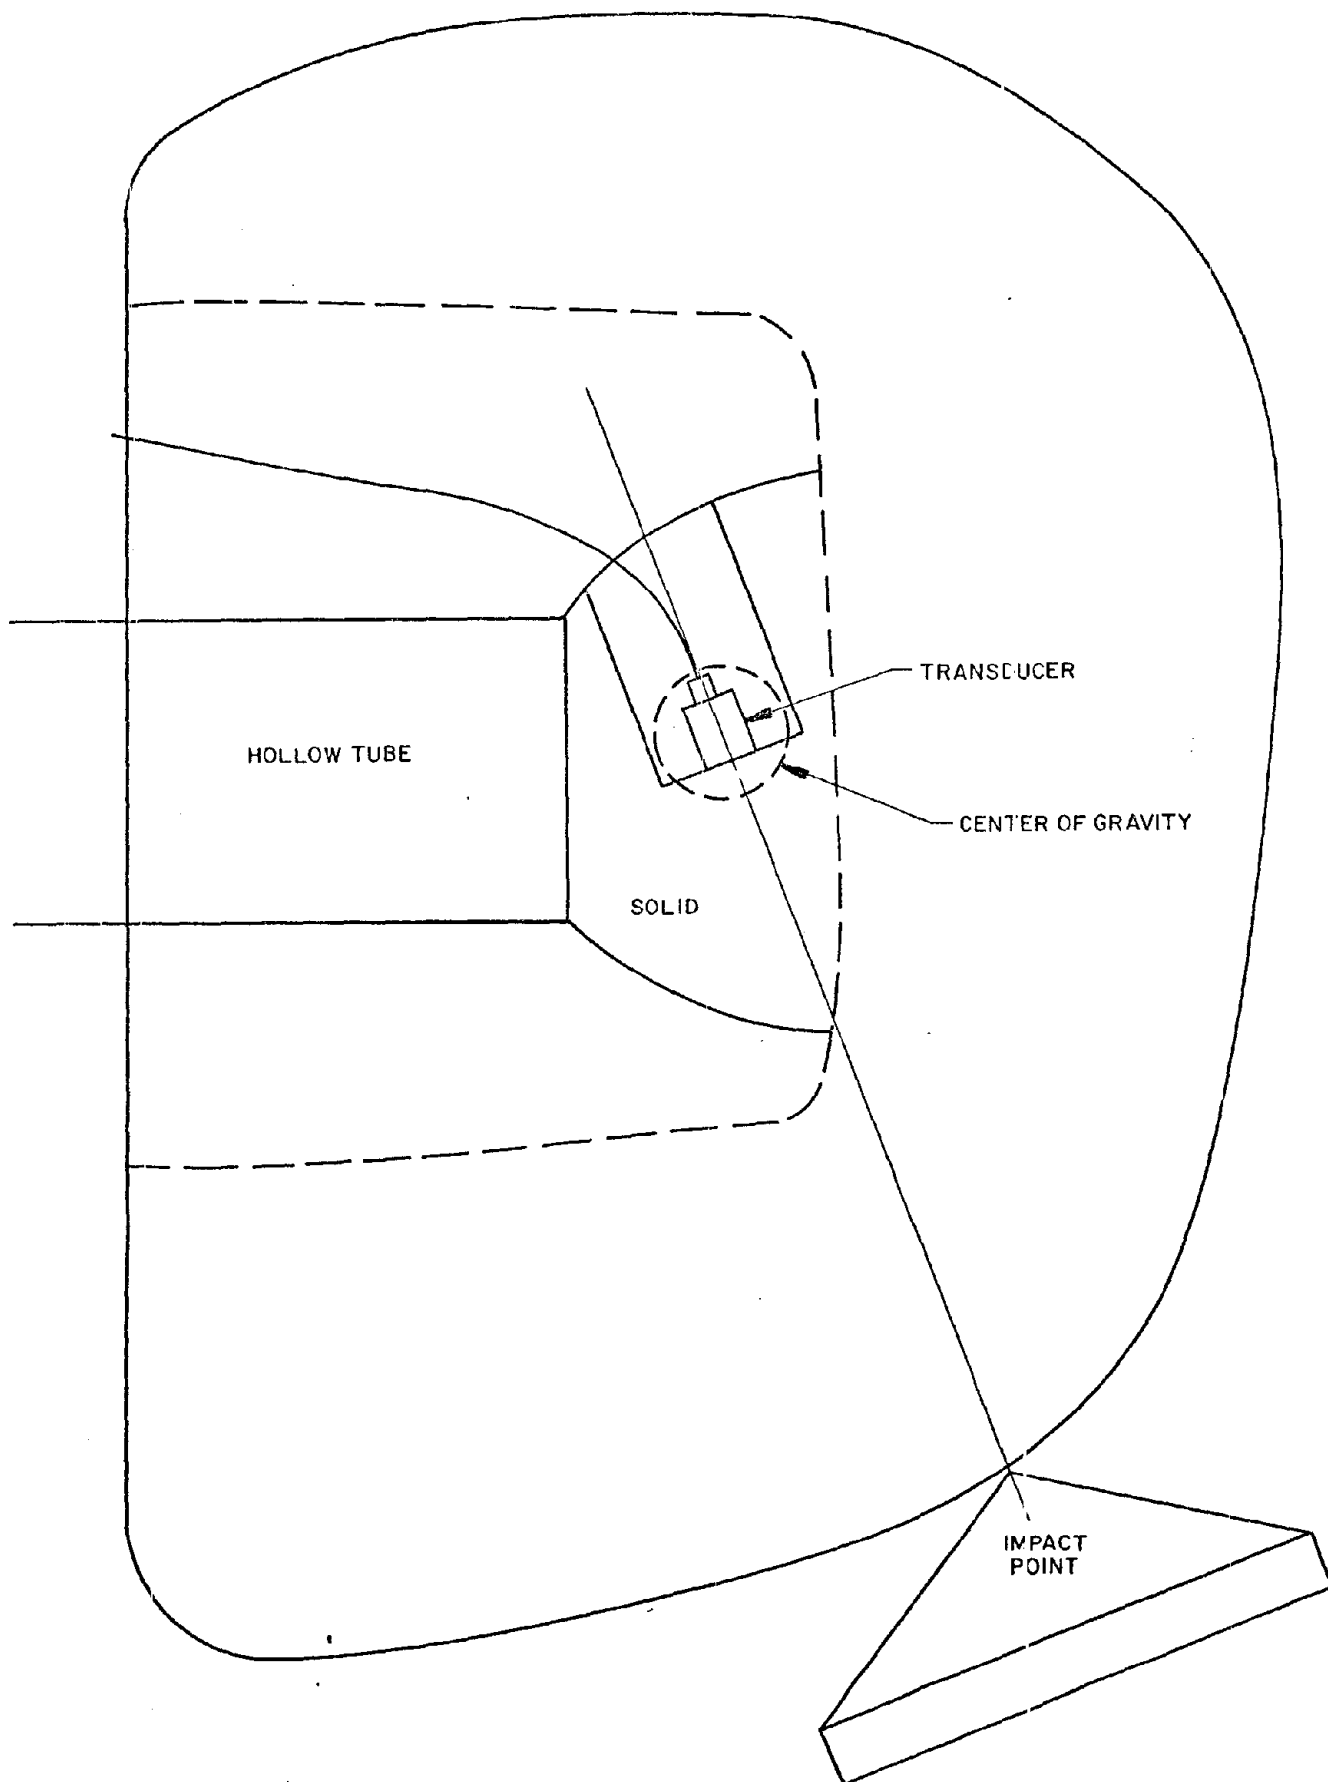 TRANSDUCER
HOLLOW TUBE
CENTER OF GRAVITY
SOLID
IMPACT
POINT